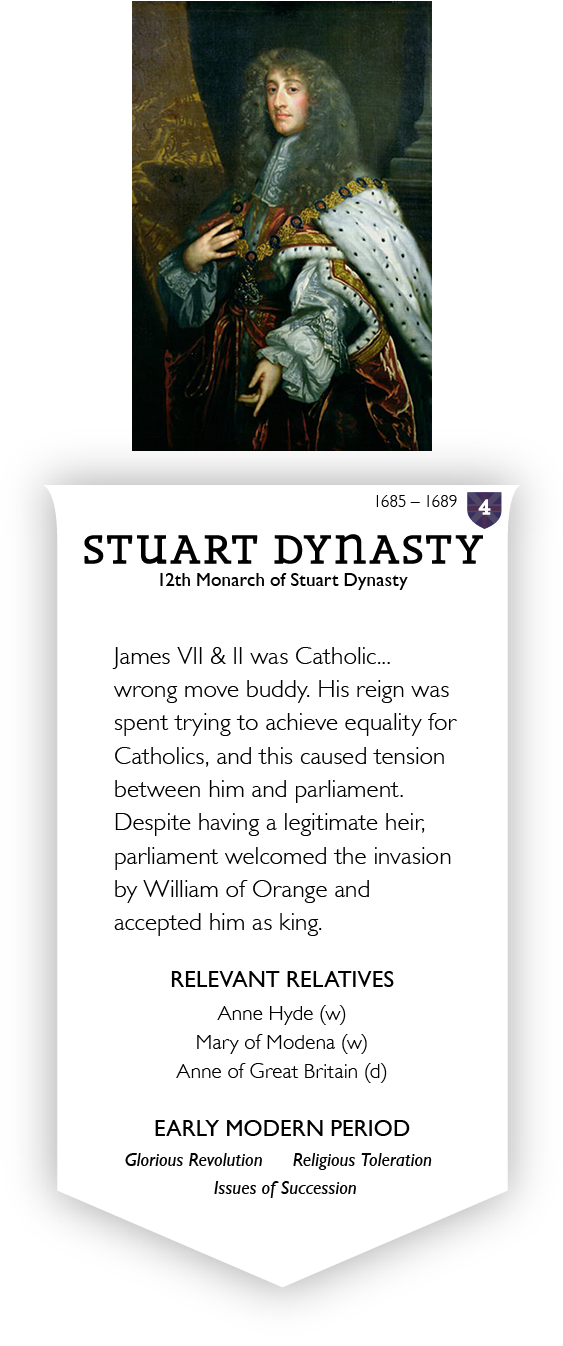 1685 – 1689
4
STUART DYNASTY
12th Monarch of Stuart Dynasty
James VII & II was Catholic...
wrong move buddy. His reign was
spent trying to achieve equality for
Catholics, and this caused tension
between him and parliament.
Despite having a legitimate heir,
parliament welcomed the invasion
by William of Orange and
accepted him as king.
RELEVANT RELATIVES
Anne Hyde (w)
Mary of Modena (w)
Anne of Great Britain (d)
EARLY MODERN PERIOD
Glorious Revolution Religious Toleration
Issues of Succession